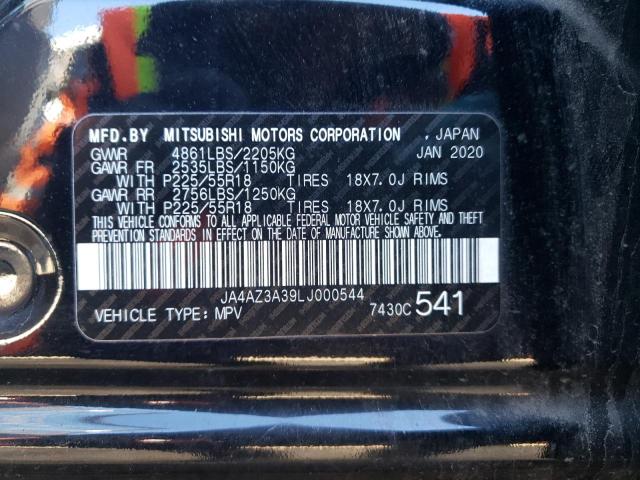 MFD.BY MITSUBISHI MOTORS CORPORATION , JAPAN
GVWR 4861LBS/2205KG JAN 2020
GAWR FR 2535LBS/1150KG
WITH P225/55R18 TIRES 18X7.0J RIMS
GAWR RR 2756LBS/1250KG
WITH P225/55R18 TIRES 18X7.0J RIMS
THIS VEHICLE CONFORMS TO ALL APPLICABLE FEDERAL MOTOR VEHICLE SAFETY AND THEFT
PREVENTION STANDARDS IN EFFECT ON THE DATE OF MANUFACTURE SHOWN ABOVE.
JA4AZ3A39LJ000544
VEHICLE TYPE: MPV 7430C 541